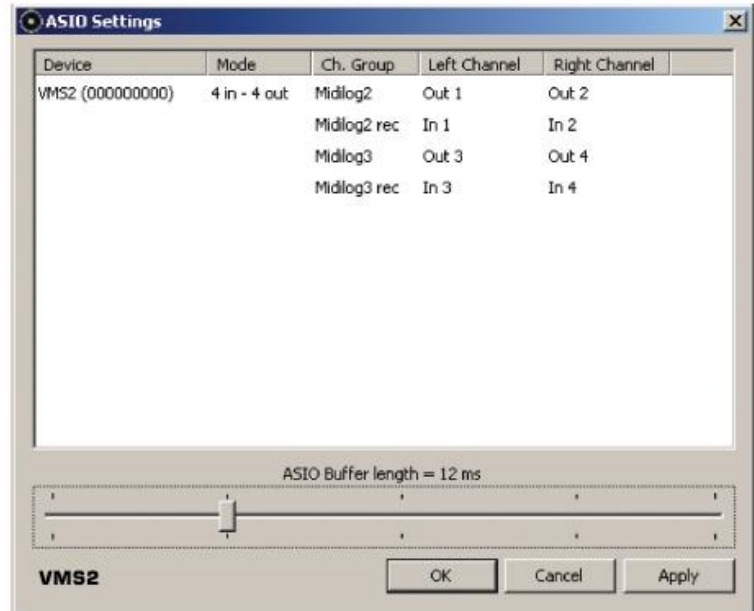 ASIO Settings
Device Mode Ch. Group Left Channel Right Channel
VMS2 (000000000) 4 in - 4 out Midilog2 Out 1 Out 2
Midilog2 rec In 1 In 2
Midilog3 Out 3 Out 4
Midilog3 rec In 3 In 4
ASIO Buffer length = 12 ms
VMS2 OK Cancel Apply